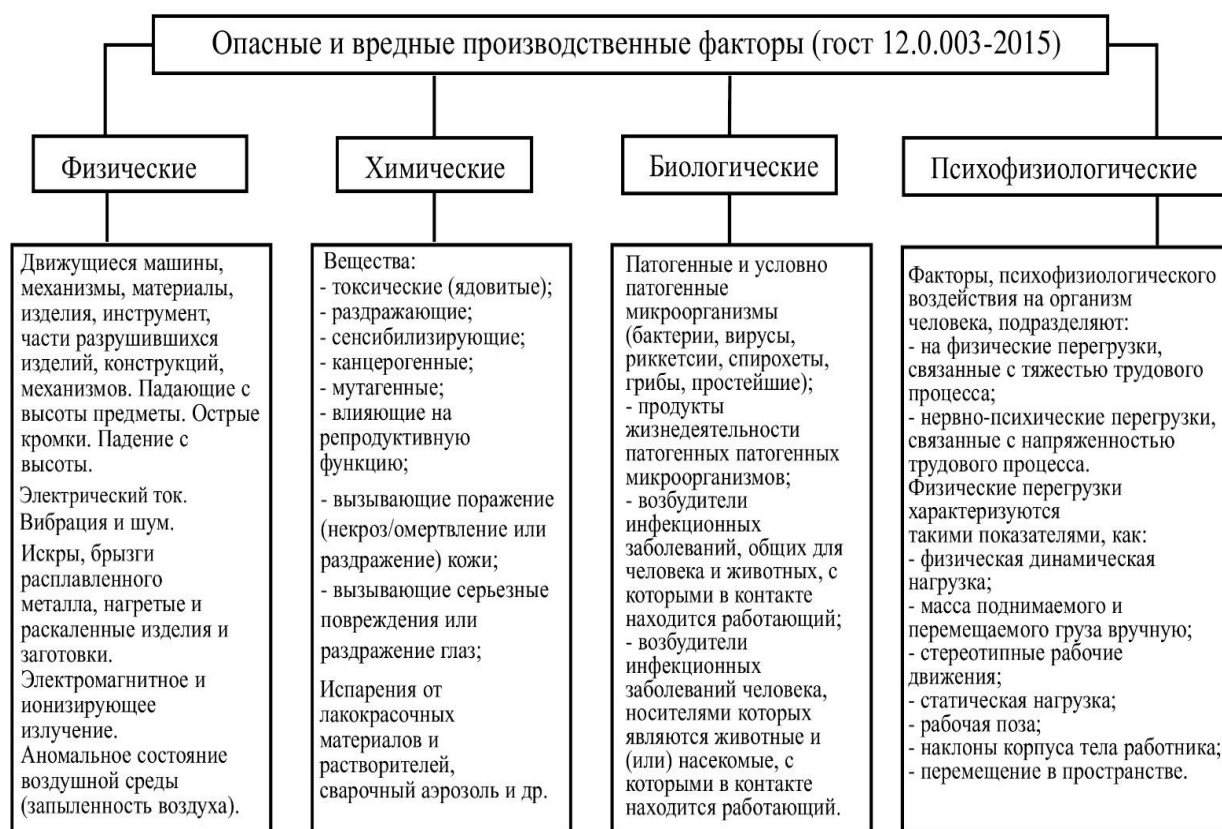 Опасные и вредные производственные факторы (гост 12.0.003-2015)
Физические
Химические
Биологические
Психофизиологические
Движущиеся машины,
механизмы, материалы,
изделия, инструмент,
части разрушившихся
изделий, конструкций,
механизмов. Падающие с
высоты предметы. Острые
кромки. Падение с
высоты.
Электрический ток.
Вибрация и шум.
Искры, брызги
расплавленного
металла, нагретые и
раскаленные изделия и
заготовки.
Электромагнитное и
ионизирующее
излучение.
Аномальное состояние
воздушной среды
(запыленность воздуха).
Вещества:
- токсические (ядовитые);
- раздражающие;
- сенсибилизирующие;
- канцерогенные;
- мутагенные;
- влияющие на
репродуктивную
функцию;
- вызывающие поражение
(некроз/омертвление или
раздражение) кожи;
- вызывающие серьезные
повреждения или
раздражение глаз;
Испарения от
лакокрасочных
материалов и
растворителей,
сварочный аэрозоль и др.
Патогенные и условно
патогенные
микроорганизмы
(бактерии, вирусы,
риккетсии, спирохеты,
грибы, простейшие);
- продукты
жизнедеятельности
патогенных патогенных
микроорганизмов;
- возбудители
инфекционных
заболеваний, общих для
человека и животных, с
которыми в контакте
находится работающий;
- возбудители
инфекционных
заболеваний человека,
носителями которых
являются животные и
(или) насекомые, с
которыми в контакте
находится работающий.
Факторы, психофизиологического
воздействия на организм
человека, подразделяют:
- на физические перегрузки,
связанные с тяжестью трудового
процесса;
- нервно-психические перегрузки,
связанные с напряженностью
трудового процесса.
Физические перегрузки
характеризуются
такими показателями, как:
- физическая динамическая
нагрузка;
- масса поднимаемого и
перемещаемого груза вручную;
- стереотипные рабочие
движения;
- статическая нагрузка;
- рабочая поза;
- наклоны корпуса тела работника;
- перемещение в пространстве.